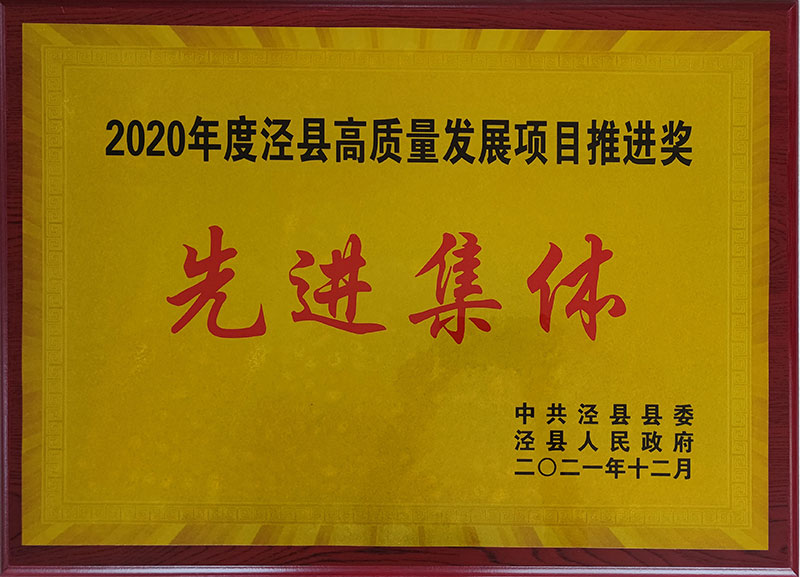 2020年度泾县高质量发展项目推进奖
先进集体
中共泾县县委
泾县人民政府
二〇二一年十二月